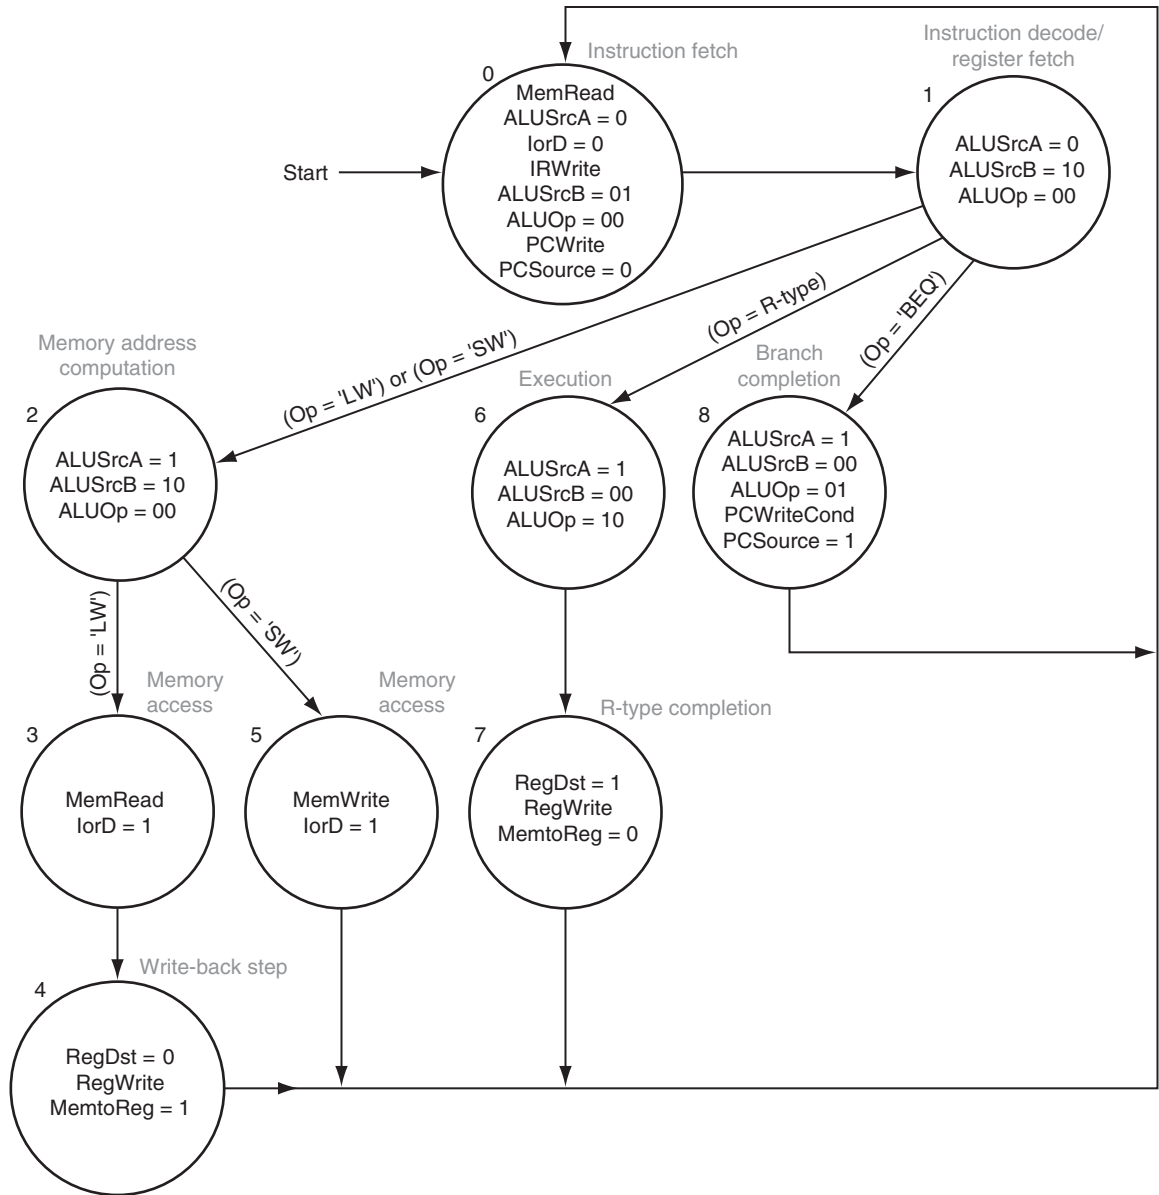 Instruction fetch
0
MemRead
ALUSrcA = 0
IorD = 0
IRWrite
ALUSrcB = 01
ALUOp = 00
PCWrite
PCSource = 0
Start
Instruction decode/
register fetch
1
ALUSrcA = 0
ALUSrcB = 10
ALUOp = 00
(Op = 'LW') or (Op = 'SW')
(Op = R-type)
(Op = 'BEQ')
Memory address
computation
2
ALUSrcA = 1
ALUSrcB = 10
ALUOp = 00
Execution
6
ALUSrcA = 1
ALUSrcB = 00
ALUOp = 10
Branch
completion
8
ALUSrcA = 1
ALUSrcB = 00
ALUOp = 01
PCWriteCond
PCSource = 1
(Op = 'LW')
(Op = 'SW')
Memory
access
3
MemRead
IorD = 1
Memory
access
5
MemWrite
IorD = 1
R-type completion
7
RegDst = 1
RegWrite
MemtoReg = 0
Write-back step
4
RegDst = 0
RegWrite
MemtoReg = 1